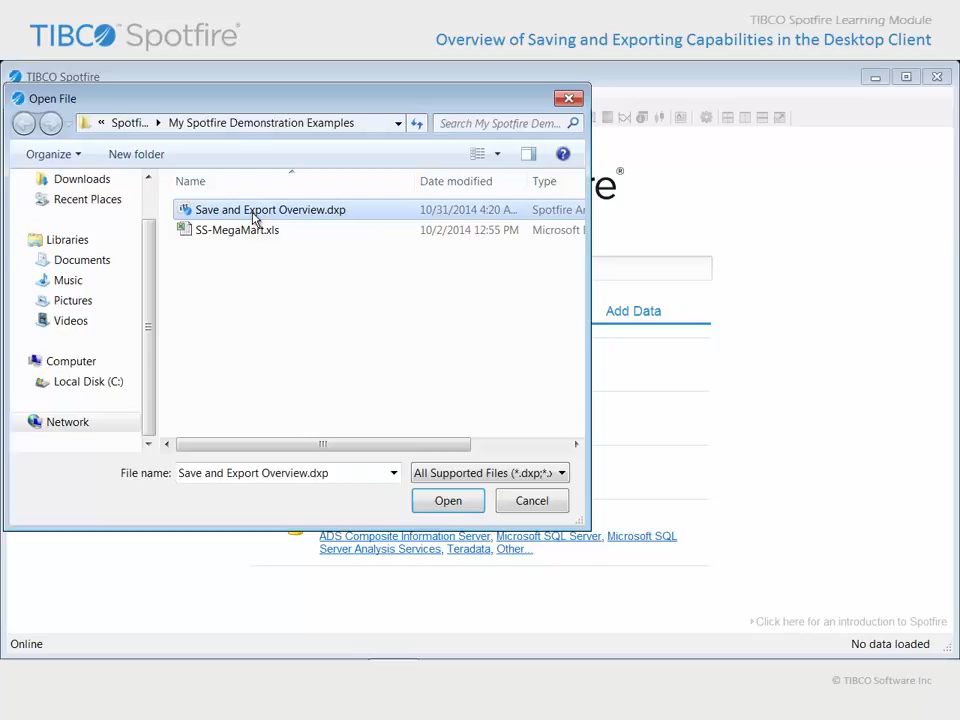 TIBCO Spotfire®
TIBCO Spotfire Learning Module
Overview of Saving and Exporting Capabilities in the Desktop Client
TIBCO Spotfire
Open File
« Spotfi... My Spotfire Demonstration Examples
Search My Spotfire Dem...
Organize New folder
Name Date modified Type
Downloads
Recent Places
Libraries
Documents
Music
Pictures
Videos
Computer
Local Disk (C:)
Network
Save and Export Overview.dxp 10/31/2014 4:20 A... Spotfire
SS-MegaMart.xls 10/2/2014 12:55 PM Microsoft
File name: Save and Export Overview.dxp All Supported Files (*.dxp;*.
Open Cancel
re®
Add Data
ADS Composite Information Server, Microsoft SQL Server, Microsoft SQL
Server Analysis Services, Teradata, Other...
Click here for an introduction to Spotfire
Online No data loaded
© TIBCO Software Inc